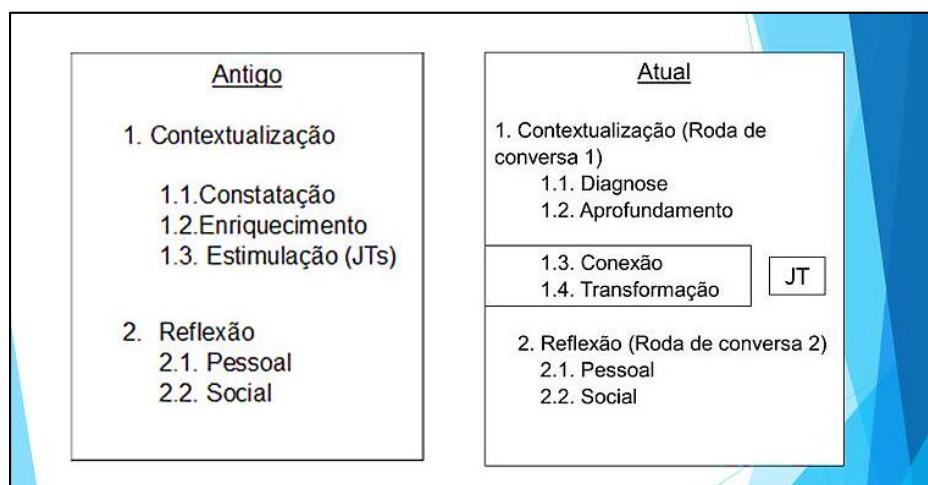 Antigo
1. Contextualização
1.1.Constatação
1.2.Enriquecimento
1.3. Estimulação (JTs)
2. Reflexão
2.1. Pessoal
2.2. Social
Atual
1. Contextualização (Roda de
conversa 1)
1.1. Diagnose
1.2. Aprofundamento
1.3. Conexão
1.4. Transformação
JT
2. Reflexão (Roda de conversa 2)
2.1. Pessoal
2.2. Social